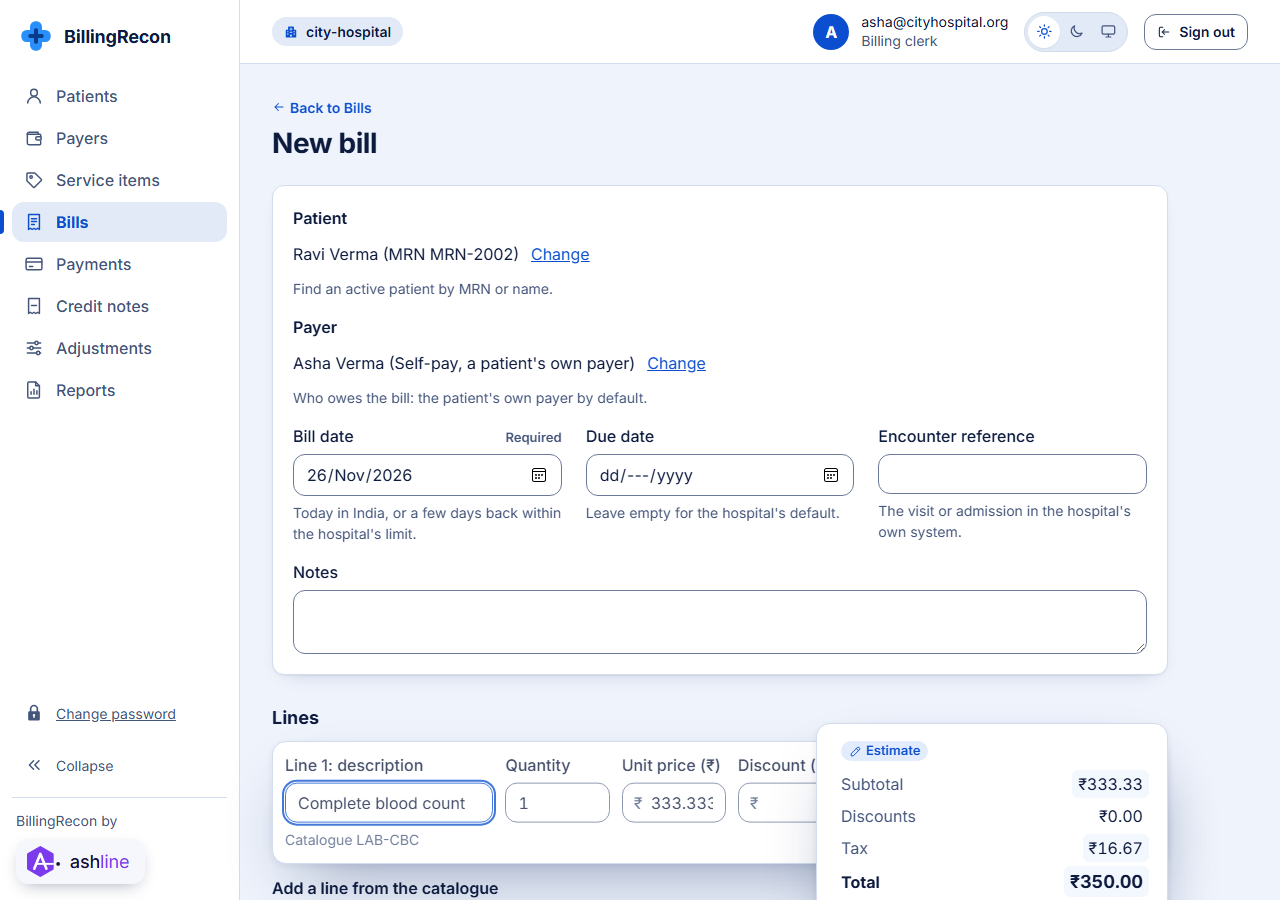 BillingRecon
city-hospital
A
asha@cityhospital.org
Billing clerk
Sign out
Patients
Payers
Service items
Bills
Payments
Credit notes
Adjustments
Reports
Change password
Collapse
BillingRecon by
A ashline
Back to Bills
New bill
Patient
Ravi Verma (MRN MRN-2002) Change
Find an active patient by MRN or name.
Payer
Asha Verma (Self-pay, a patient's own payer) Change
Who owes the bill: the patient's own payer by default.
Bill date Required
26/Nov/2026
Today in India, or a few days back within
the hospital's limit.
Due date
dd/---/yyyy
Leave empty for the hospital's default.
Encounter reference
The visit or admission in the hospital's
own system.
Notes
Lines
Line 1: description Quantity Unit price (₹) Discount (
Complete blood count 1 ₹ 333.333 ₹
Catalogue LAB-CBC
Add a line from the catalogue
Estimate
Subtotal ₹333.33
Discounts ₹0.00
Tax ₹16.67
Total ₹350.00